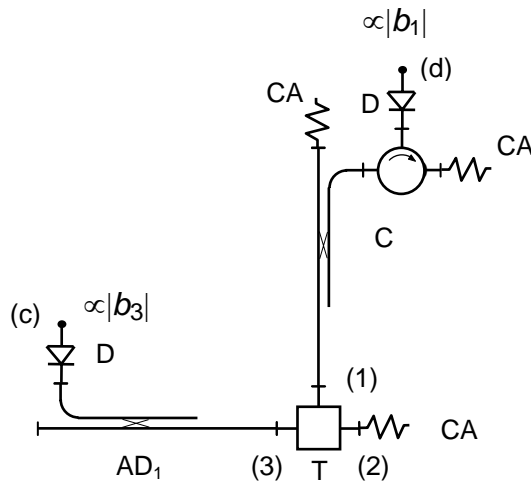 ∝|b₁|
(d)
D
CA
CA
C
∝|b₃|
(c)
D
(1)
CA
AD₁
(3)
T
(2)